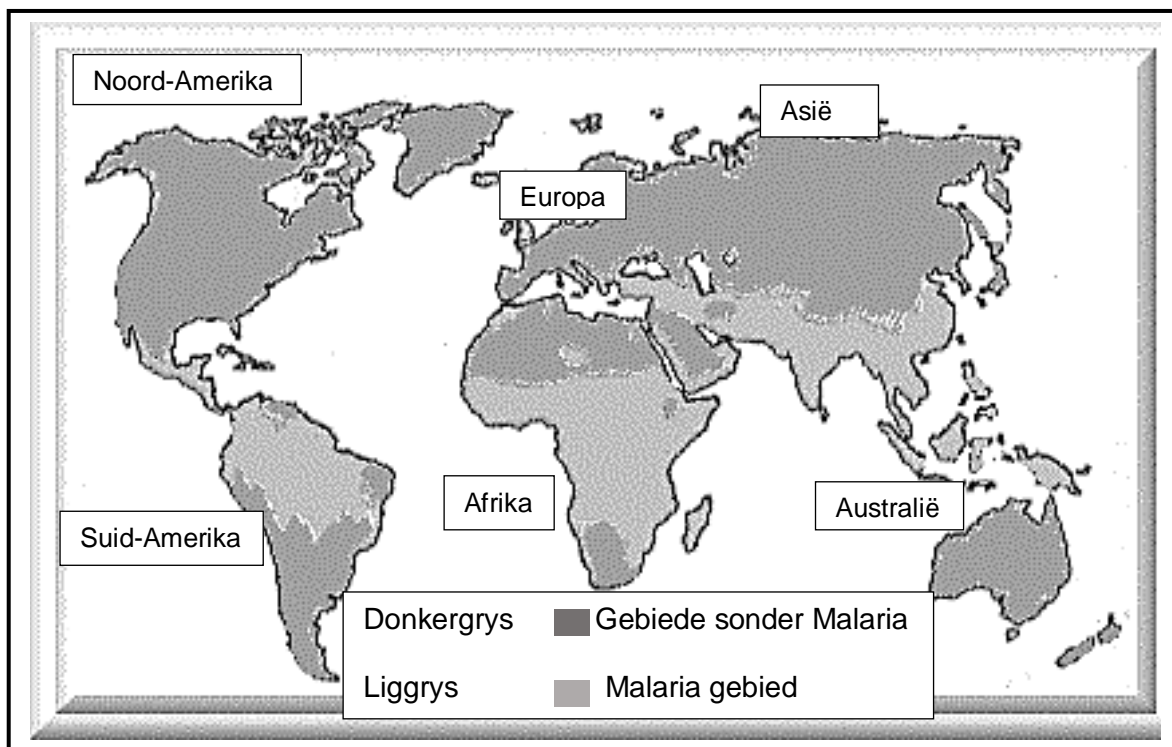 Noord-Amerika
Asië
Europa
Afrika
Australië
Suid-Amerika
Donkergrys Gebiede sonder Malaria
Liggrys Malaria gebied